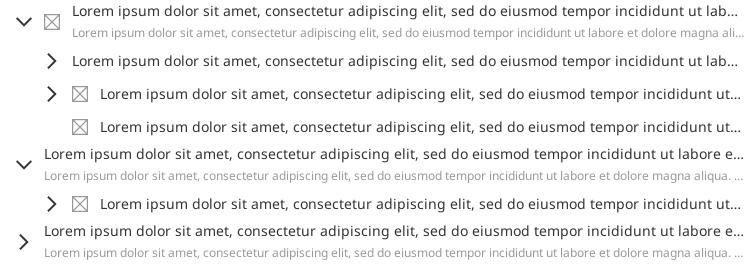 Lorem ipsum dolor sit amet, consectetur adipiscing elit, sed do eiusmod tempor incididunt ut lab...
Lorem ipsum dolor sit amet, consectetur adipiscing elit, sed do eiusmod tempor incididunt ut labore et dolore magna ali...
Lorem ipsum dolor sit amet, consectetur adipiscing elit, sed do eiusmod tempor incididunt ut lab...
Lorem ipsum dolor sit amet, consectetur adipiscing elit, sed do eiusmod tempor incididunt ut...
Lorem ipsum dolor sit amet, consectetur adipiscing elit, sed do eiusmod tempor incididunt ut...
Lorem ipsum dolor sit amet, consectetur adipiscing elit, sed do eiusmod tempor incididunt ut labore e...
Lorem ipsum dolor sit amet, consectetur adipiscing elit, sed do eiusmod tempor incididunt ut labore et dolore magna aliqua. ...
Lorem ipsum dolor sit amet, consectetur adipiscing elit, sed do eiusmod tempor incididunt ut...
Lorem ipsum dolor sit amet, consectetur adipiscing elit, sed do eiusmod tempor incididunt ut labore e...
Lorem ipsum dolor sit amet, consectetur adipiscing elit, sed do eiusmod tempor incididunt ut labore et dolore magna aliqua. ...